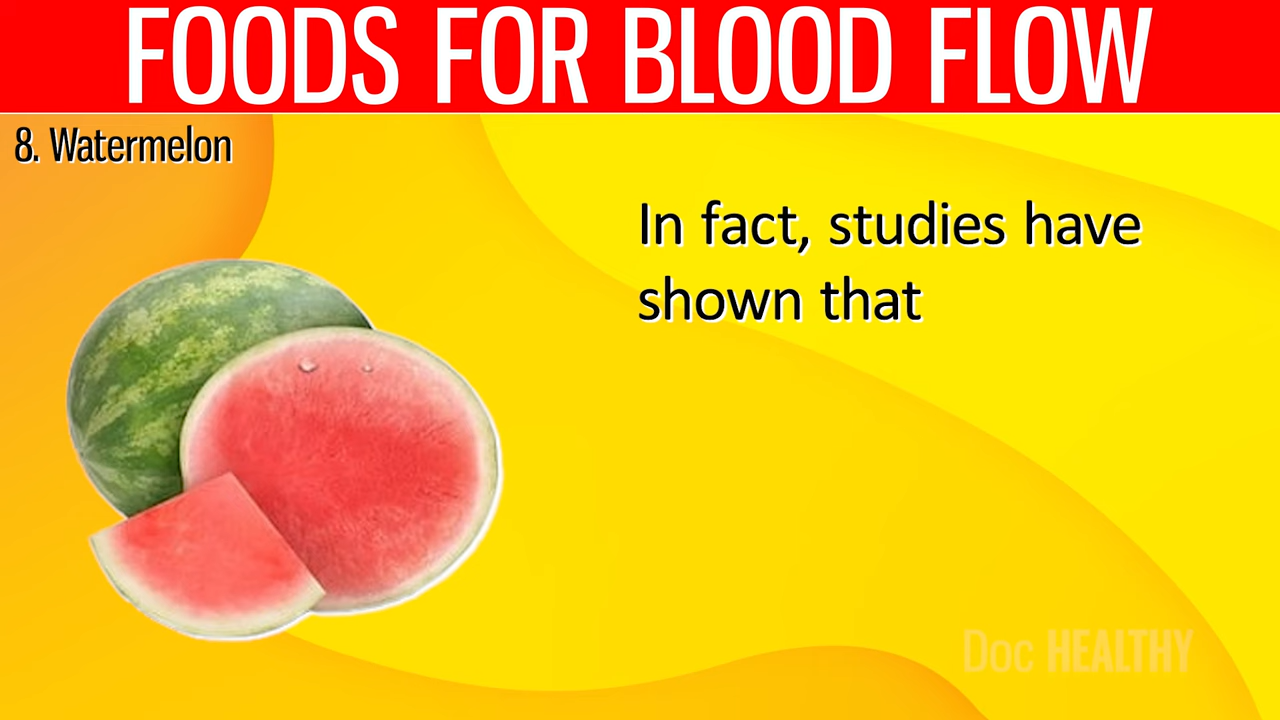 FOODS FOR BLOOD FLOW
8. Watermelon
In fact, studies have
shown that
Doc HEALTHY